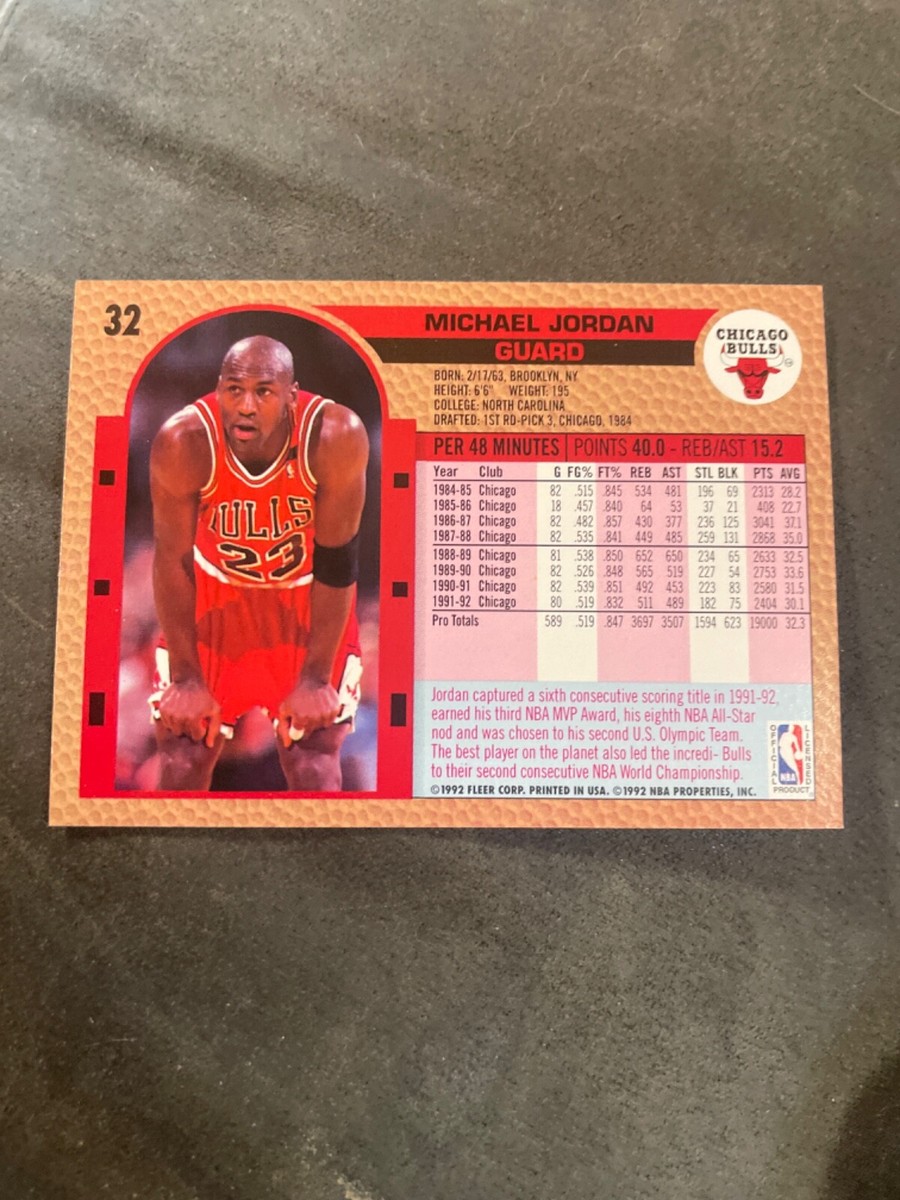 32
MICHAEL JORDAN
GUARD
CHICAGO
BULLS
BORN: 2/17/63, BROOKLYN, NY
HEIGHT: 6'6" WEIGHT: 195
COLLEGE: NORTH CAROLINA
DRAFTED: 1ST RD-PICK 3, CHICAGO, 1984
PER 48 MINUTES POINTS 40.0 - REB/AST 15.2
Year Club G FG% FT% REB AST STL BLK PTS AVG
1984-85 Chicago 82 .515 .845 534 481 196 69 2313 28.2
1985-86 Chicago 18 .457 .840 64 53 37 21 408 22.7
1986-87 Chicago 82 .482 .857 430 377 236 125 3041 37.1
1987-88 Chicago 82 .535 .841 449 485 259 131 2868 35.0
1988-89 Chicago 81 .538 .850 652 650 234 65 2633 32.5
1989-90 Chicago 82 .526 .848 565 519 227 54 2753 33.6
1990-91 Chicago 82 .539 .851 492 453 223 83 2580 31.5
1991-92 Chicago 80 .519 .832 511 489 182 75 2404 30.1
Pro Totals 589 .519 .847 3697 3507 1594 623 19000 32.3
BULLS
23
Jordan captured a sixth consecutive scoring title in 1991-92,
earned his third NBA MVP Award, his eighth NBA All-Star
nod and was chosen to his second U.S. Olympic Team.
The best player on the planet also led the incredi- Bulls
to their second consecutive NBA World Championship.
©1992 FLEER CORP. PRINTED IN USA. ©1992 NBA PROPERTIES, INC.
OFFICIAL
LICENSED
NBA
PRODUCT